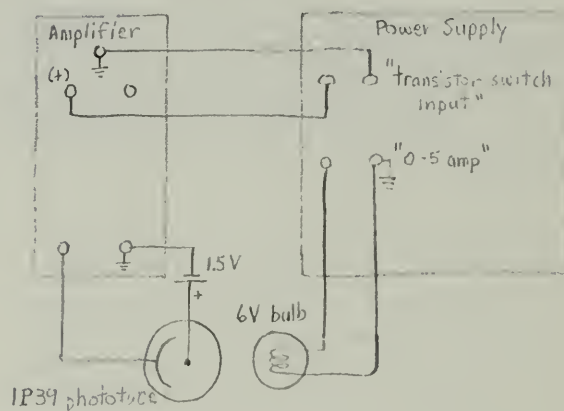 Amplifier
Power Supply
(+)
"transistor switch
input"
"0-5 amp"
1.5V
+
6V bulb
1P39 phototube